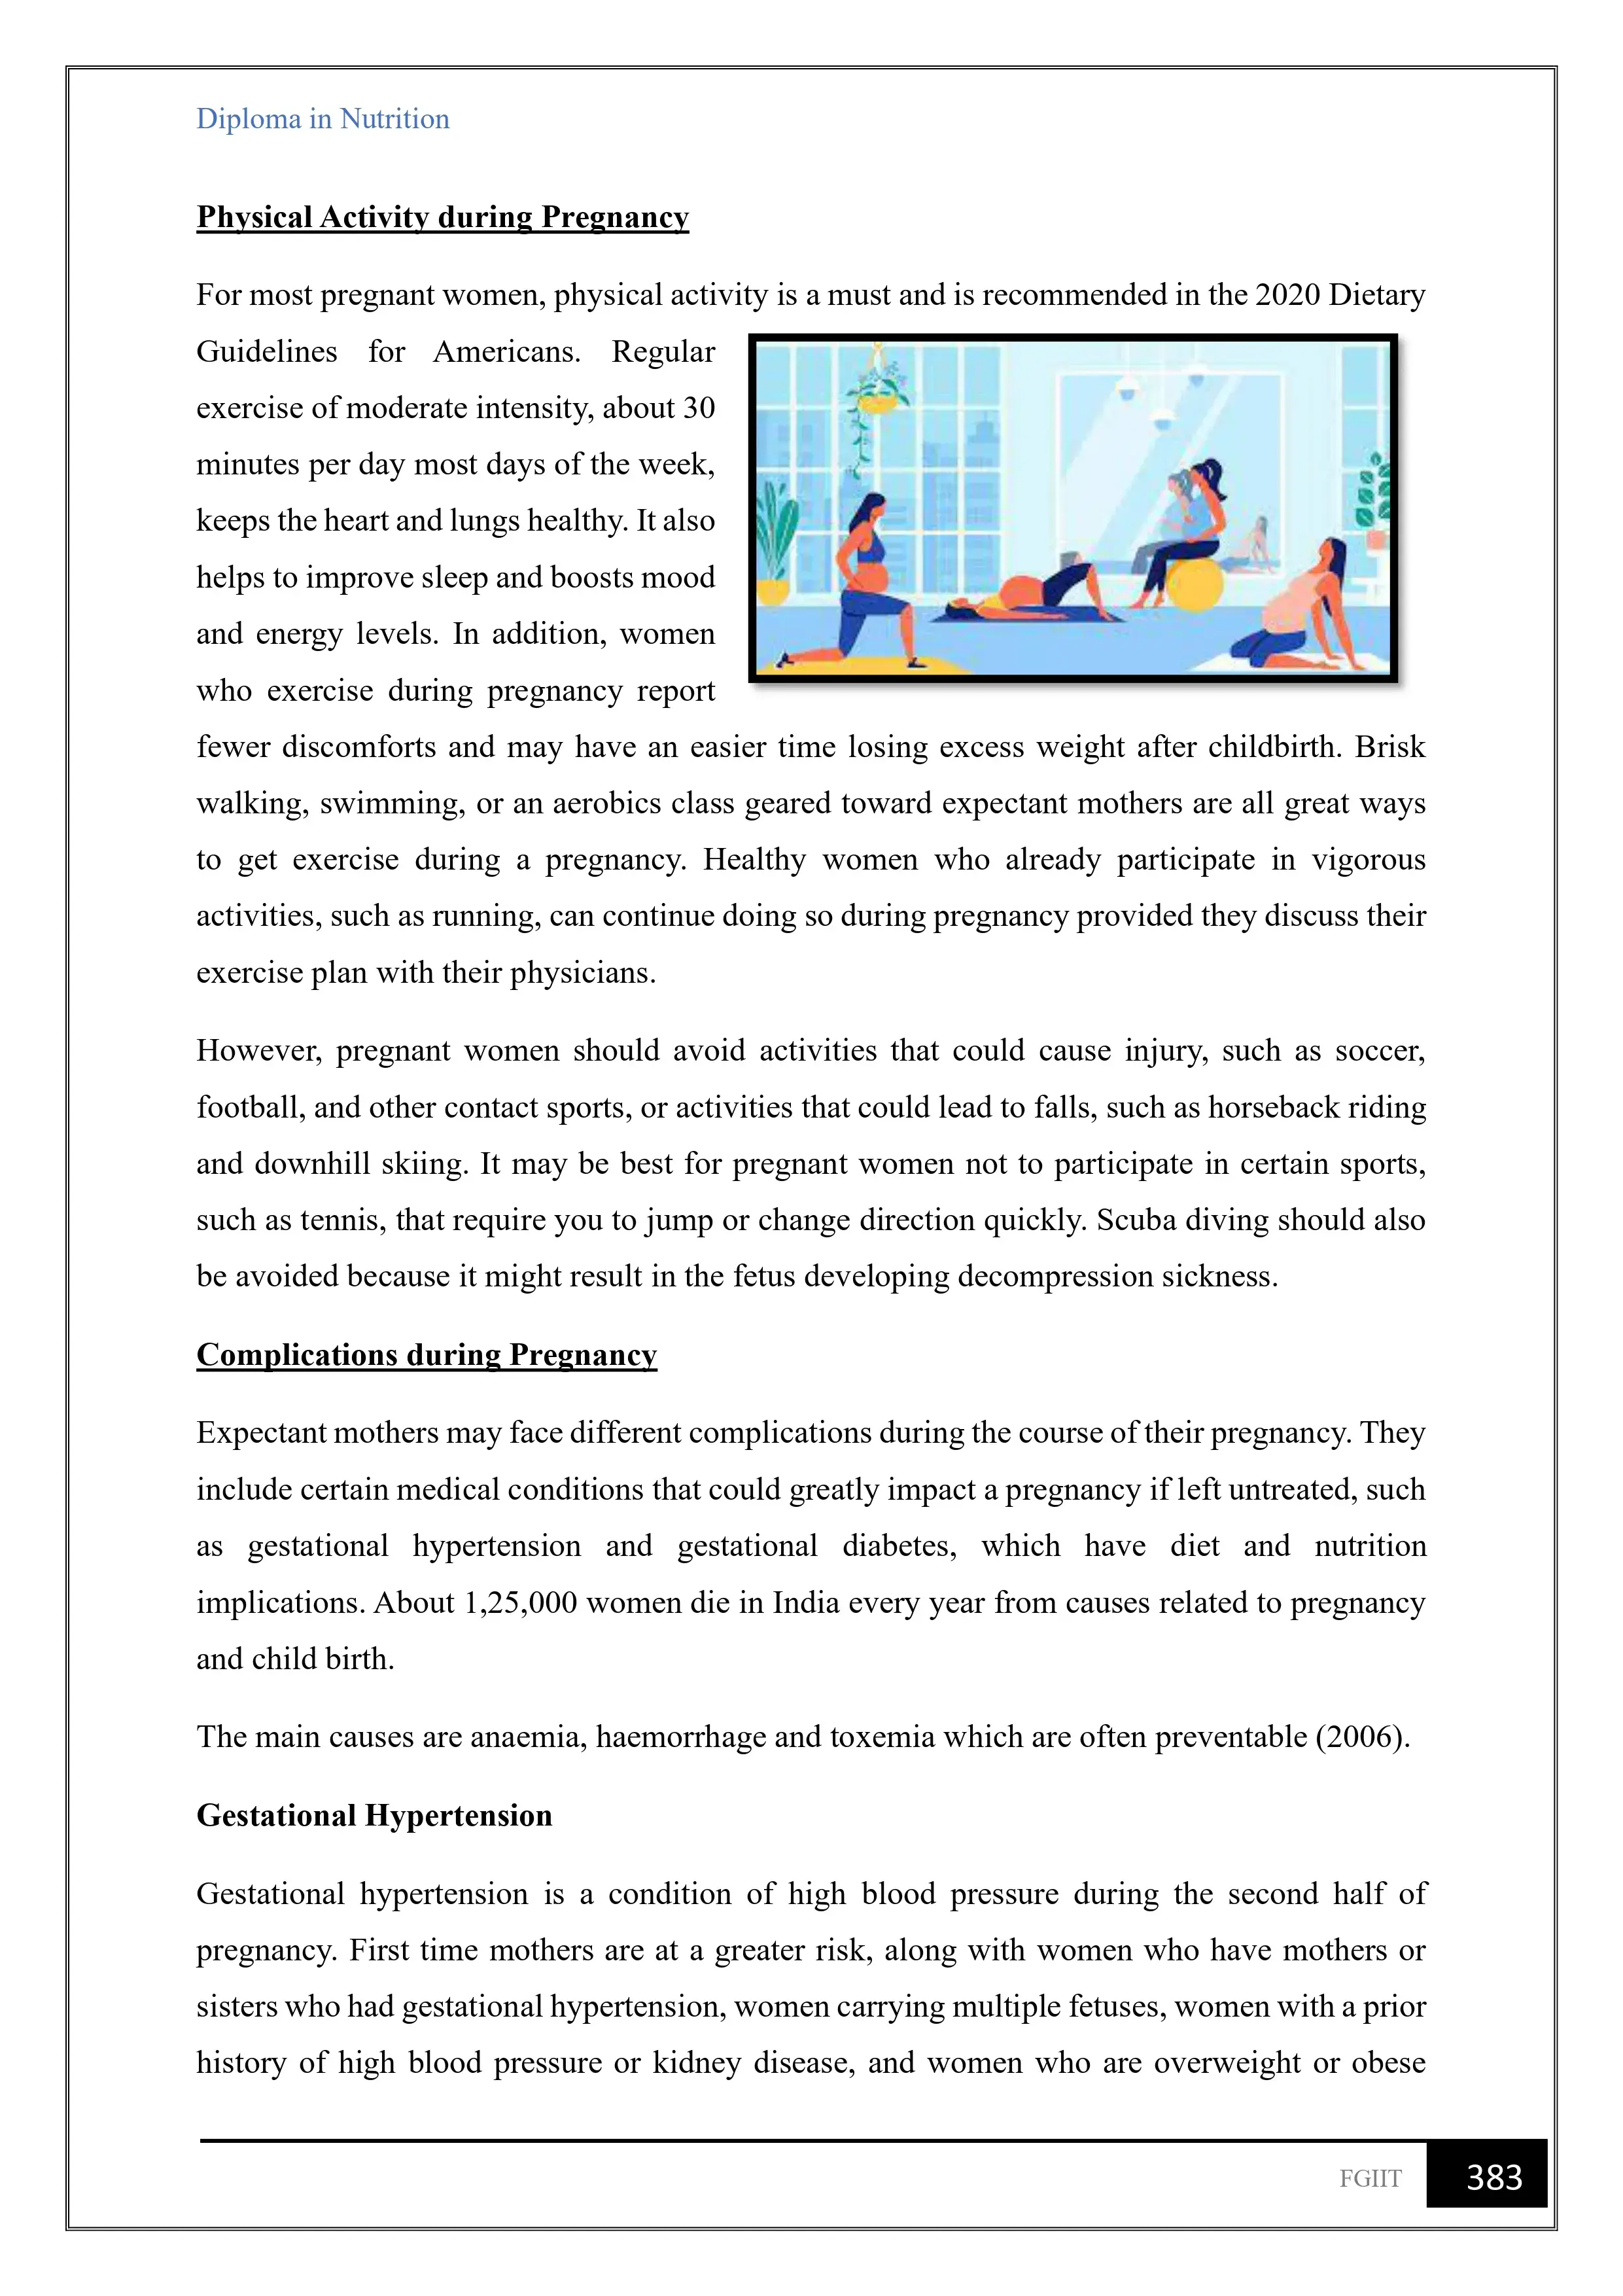 Diploma in Nutrition
Physical Activity during Pregnancy
For most pregnant women, physical activity is a must and is recommended in the 2020 Dietary
Guidelines for Americans. Regular
exercise of moderate intensity, about 30
minutes per day most days of the week,
keeps the heart and lungs healthy. It also
helps to improve sleep and boosts mood
and energy levels. In addition, women
who exercise during pregnancy report
fewer discomforts and may have an easier time losing excess weight after childbirth. Brisk
walking, swimming, or an aerobics class geared toward expectant mothers are all great ways
to get exercise during a pregnancy. Healthy women who already participate in vigorous
activities, such as running, can continue doing so during pregnancy provided they discuss their
exercise plan with their physicians.
However, pregnant women should avoid activities that could cause injury, such as soccer,
football, and other contact sports, or activities that could lead to falls, such as horseback riding
and downhill skiing. It may be best for pregnant women not to participate in certain sports,
such as tennis, that require you to jump or change direction quickly. Scuba diving should also
be avoided because it might result in the fetus developing decompression sickness.
Complications during Pregnancy
Expectant mothers may face different complications during the course of their pregnancy. They
include certain medical conditions that could greatly impact a pregnancy if left untreated, such
as gestational hypertension and gestational diabetes, which have diet and nutrition
implications. About 1,25,000 women die in India every year from causes related to pregnancy
and child birth.
The main causes are anaemia, haemorrhage and toxemia which are often preventable (2006).
Gestational Hypertension
Gestational hypertension is a condition of high blood pressure during the second half of
pregnancy. First time mothers are at a greater risk, along with women who have mothers or
sisters who had gestational hypertension, women carrying multiple fetuses, women with a prior
history of high blood pressure or kidney disease, and women who are overweight or obese
FGIIT 383